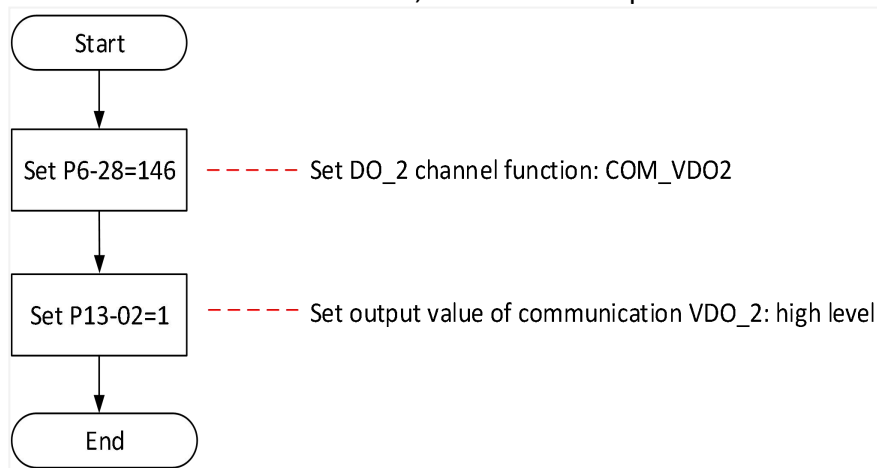 Start
Set P6-28=146
Set DO_2 channel function: COM_VDO2
Set P13-02=1
Set output value of communication VDO_2: high level
End